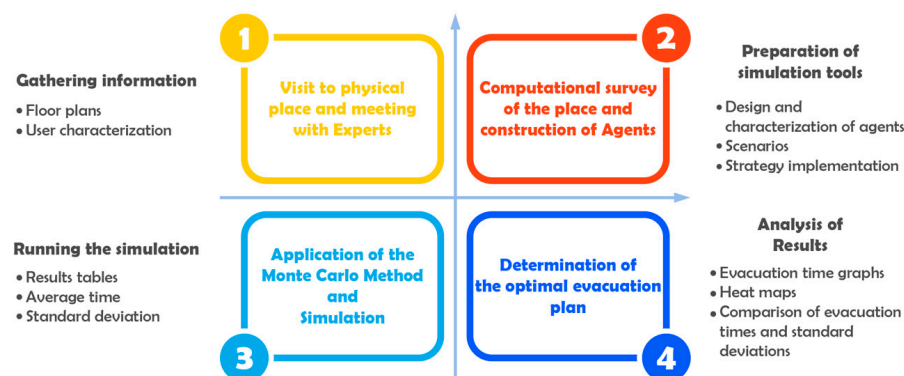 1
Gathering information
• Floor plans
• User characterization
Visit to physical
place and meeting
with Experts
2
Computational survey
of the place and
construction of Agents
Preparation of
simulation tools
• Design and
characterization of agents
• Scenarios
• Strategy implementation
Running the simulation
• Results tables
• Average time
• Standard deviation
Application of the
Monte Carlo Method
and
Simulation
3
Determination of
the optimal evacuation
plan
4
Analysis of
Results
• Evacuation time graphs
• Heat maps
• Comparison of evacuation
times and standard
deviations